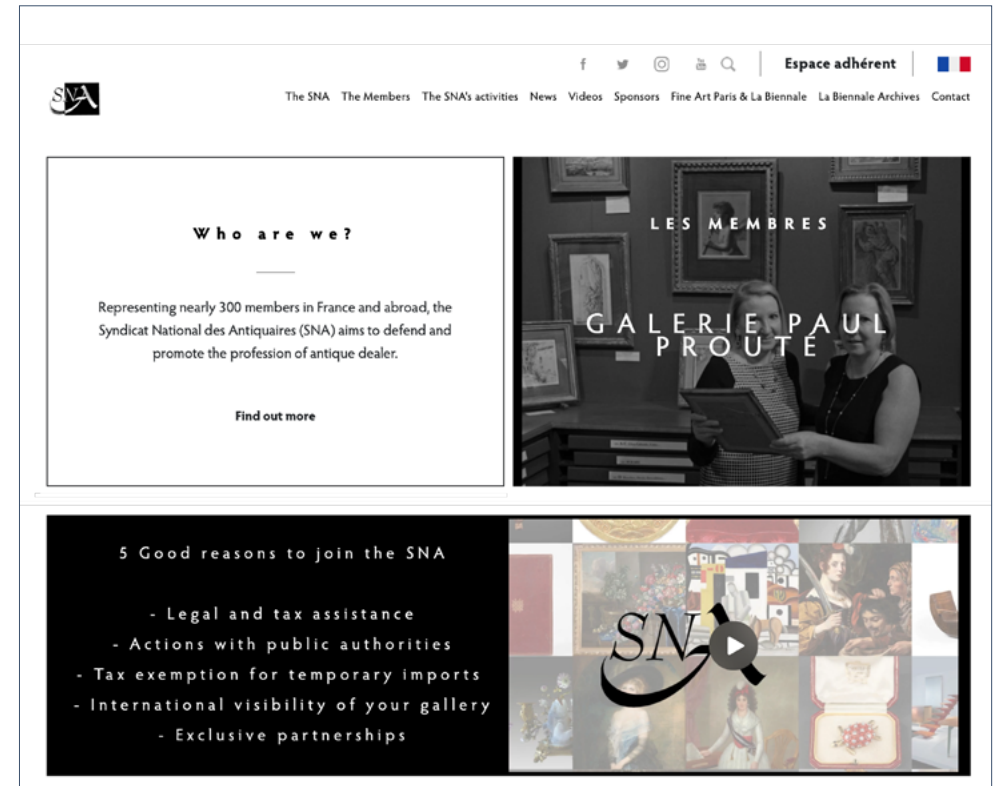 Espace adhérent
SNA
The SNA The Members The SNA's activities News Videos Sponsors Fine Art Paris & La Biennale La Biennale Archives Contact
Who are we?
Representing nearly 300 members in France and abroad, the
Syndicat National des Antiquaires (SNA) aims to defend and
promote the profession of antique dealer.
Find out more
LES MEMBRES
GALERIE PAUL
PROUTÉ
5 Good reasons to join the SNA
- Legal and tax assistance
- Actions with public authorities
- Tax exemption for temporary imports
- International visibility of your gallery
- Exclusive partnerships
SNA